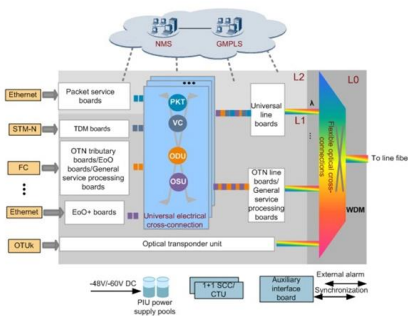 NMS
GMPLS
L2
L0
Ethernet
Packet service
boards
PKT
Universal
line
boards
λ
L1
STM-N
TDM boards
VC
FC
OTN tributary
boards/EoO
boards/General
service processing
boards
ODU
OSU
OTN line
boards/
General
service
processing
boards
Flexible optical cross-
connections
To line fibe
Ethernet
EoO+ boards
Universal electrical
cross-connection
WDM
OTUk
Optical transponder unit
-48V/-60V DC
PIU power
supply pools
1+1 SCC/
CTU
Auxiliary
interface
board
External alarm
Synchronization